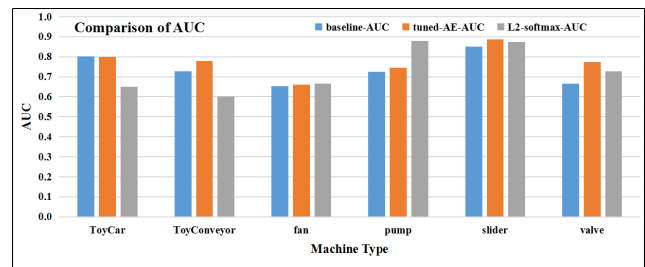 Comparison of AUC
baseline-AUC tuned-AE-AUC L2-softmax-AUC
1.0
0.9
0.8
0.7
0.6
0.5
0.4
0.3
0.2
0.1
0.0
AUC
ToyCar ToyConveyor fan pump slider valve
Machine Type